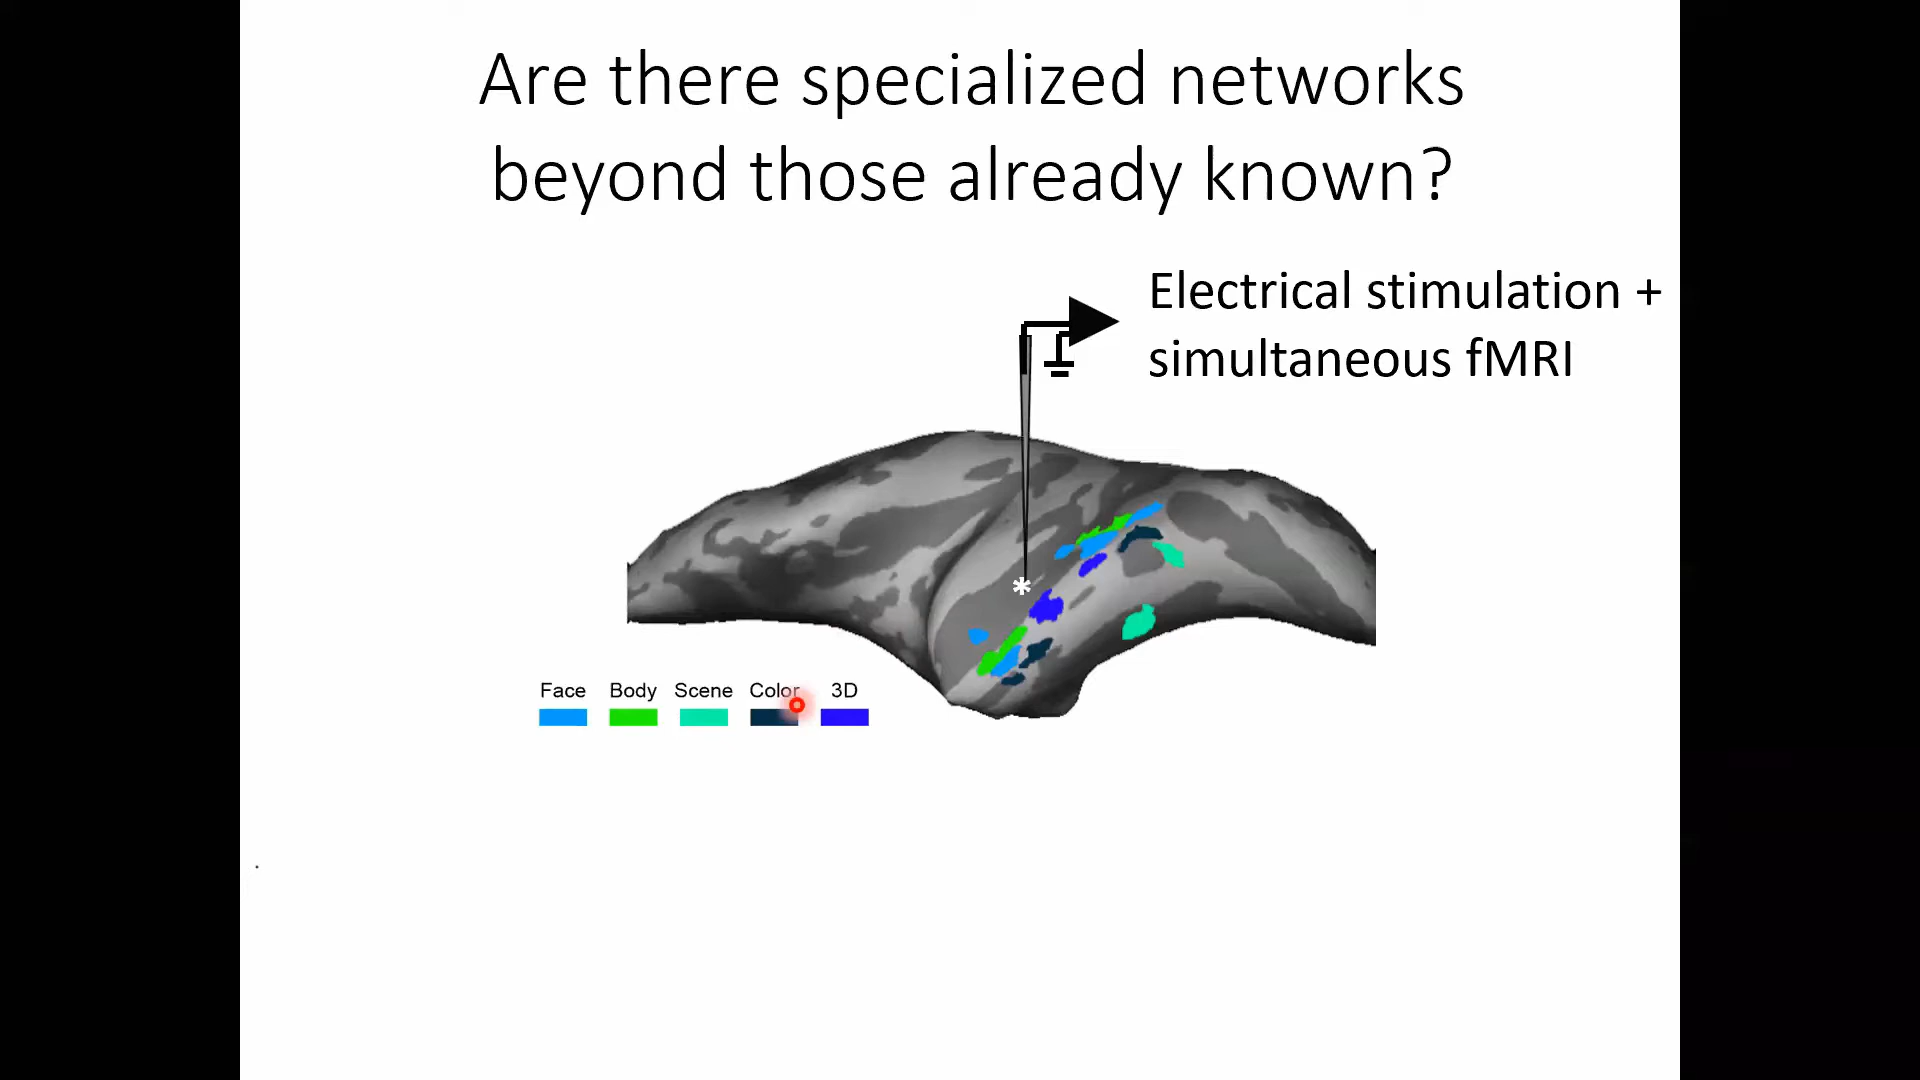 Are there specialized networks
beyond those already known?
Electrical stimulation +
simultaneous fMRI
*
Face Body Scene Color 3D